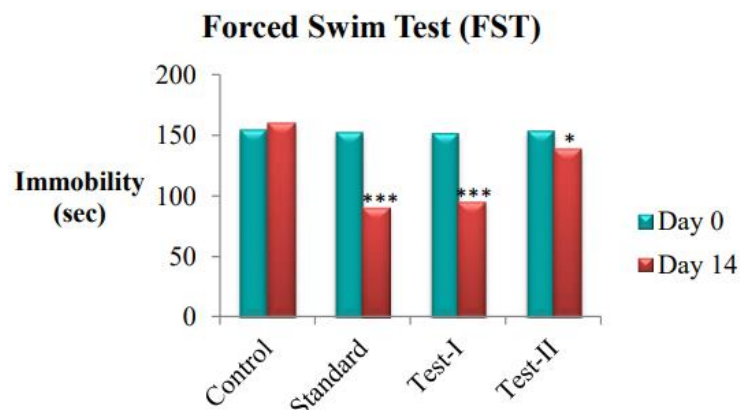 Forced Swim Test (FST)
200
150
100
50
0
Immobility
(sec)
***
***
*
Day 0
Day 14
Control
Standard
Test-I
Test-II